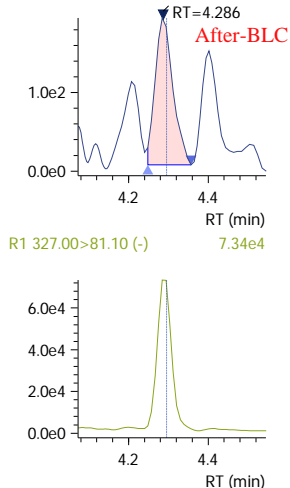 RT=4.286
After-BLC
1.0e2
0.0e0
4.2 4.4
RT (min)
R1 327.00>81.10 (-) 7.34e4
6.0e4
4.0e4
2.0e4
0.0e0
4.2 4.4
RT (min)